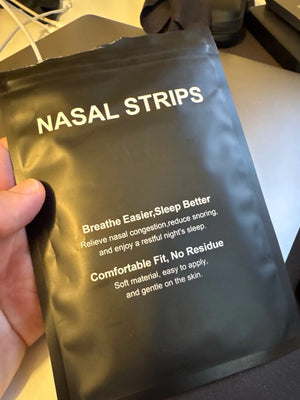 NASAL STRIPS
Breathe Easier,Sleep Better
Relieve nasal congestion,reduce snoring,
and enjoy a restful night's sleep.
Comfortable Fit, No Residue
Soft material, easy to apply,
and gentle on the skin.